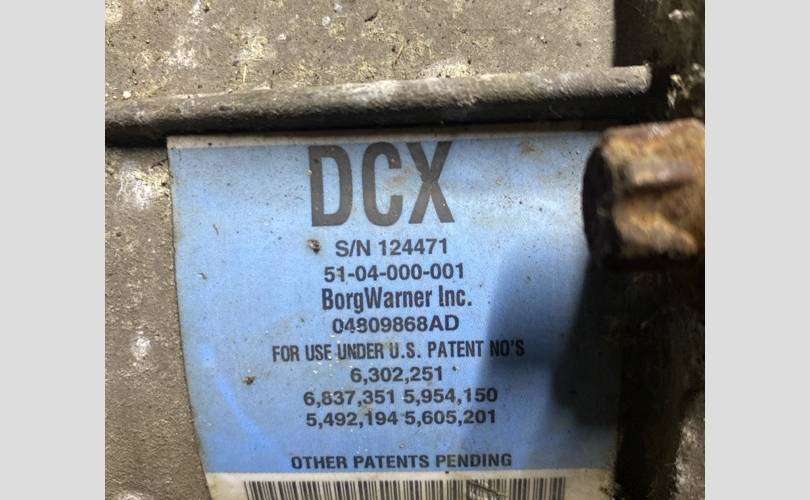 DCX
S/N 124471
51-04-000-001
BorgWarner Inc.
04809868AD
FOR USE UNDER U.S. PATENT NO'S
6,302,251
6,837,351 5,954,150
5,492,194 5,605,201
OTHER PATENTS PENDING